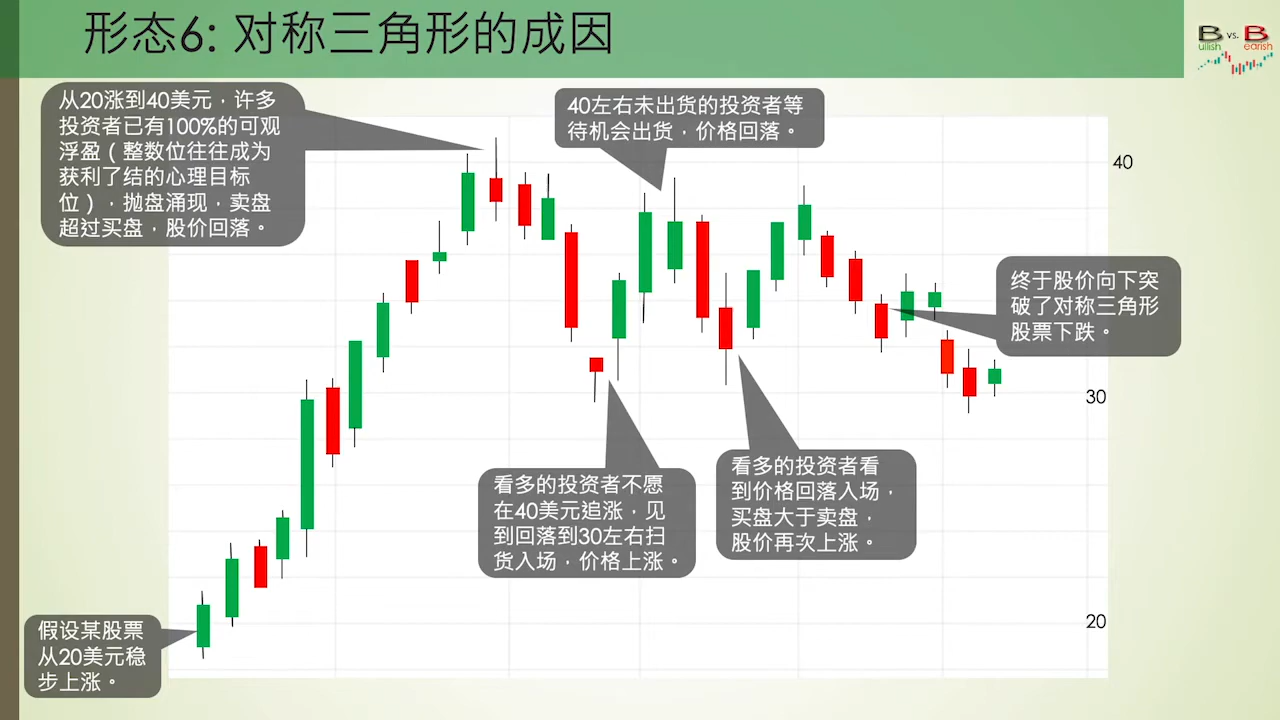 形态6: 对称三角形的成因
B vs. B
ullish earish
从20涨到40美元，许多
投资者已有100%的可观
浮盈（整数位往往成为
获利了结的心理目标
位），抛盘涌现，卖盘
超过买盘，股价回落。
40左右未出货的投资者等
待机会出货，价格回落。
40
终于股价向下突
破了对称三角形
股票下跌。
30
看多的投资者不愿
在40美元追涨，见
到回落到30左右扫
货入场，价格上涨。
看多的投资者看
到价格回落入场，
买盘大于卖盘，
股价再次上涨。
20
假设某股票
从20美元稳
步上涨。